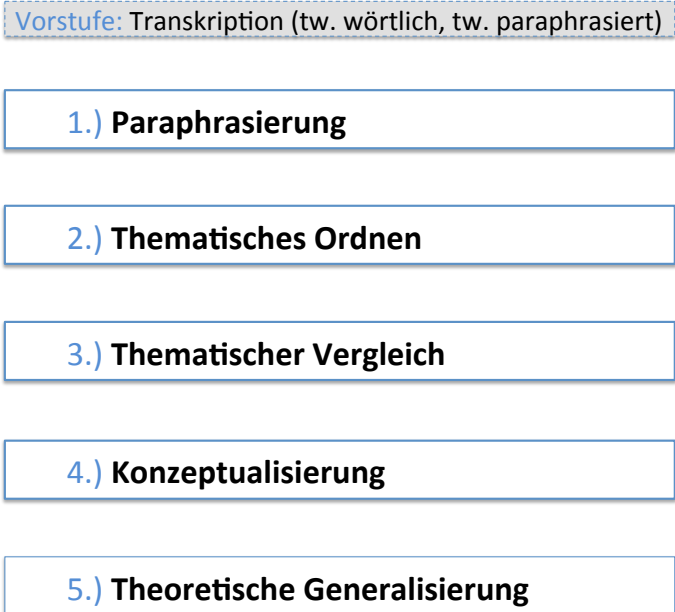 Vorstufe: Transkription (tw. wörtlich, tw. paraphrasiert)
1.) Paraphrasierung
2.) Thematisches Ordnen
3.) Thematischer Vergleich
4.) Konzeptualisierung
5.) Theoretische Generalisierung